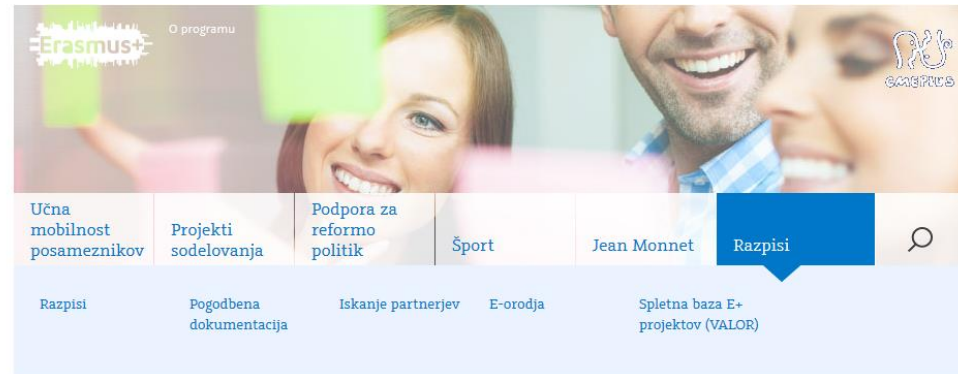 Erasmus+
O programu
CMEPIUS
Učna
mobilnost
posameznikov
Projekti
sodelovanja
Podpora za
reformo
politik
Šport
Jean Monnet
Razpisi
Razpisi
Pogodbena
dokumentacija
Iskanje partnerjev
E-orodja
Spletna baza E+
projektov (VALOR)